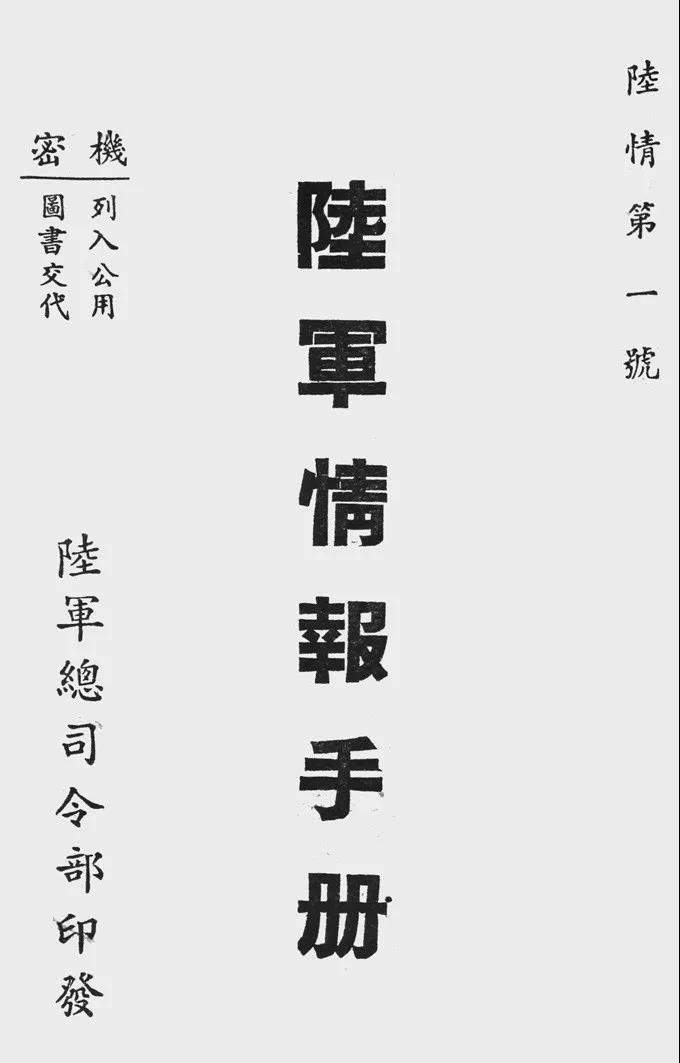 陸情第一號
陸軍情報手册
機密
列入公用
圖書交代
陸軍總司令部印發